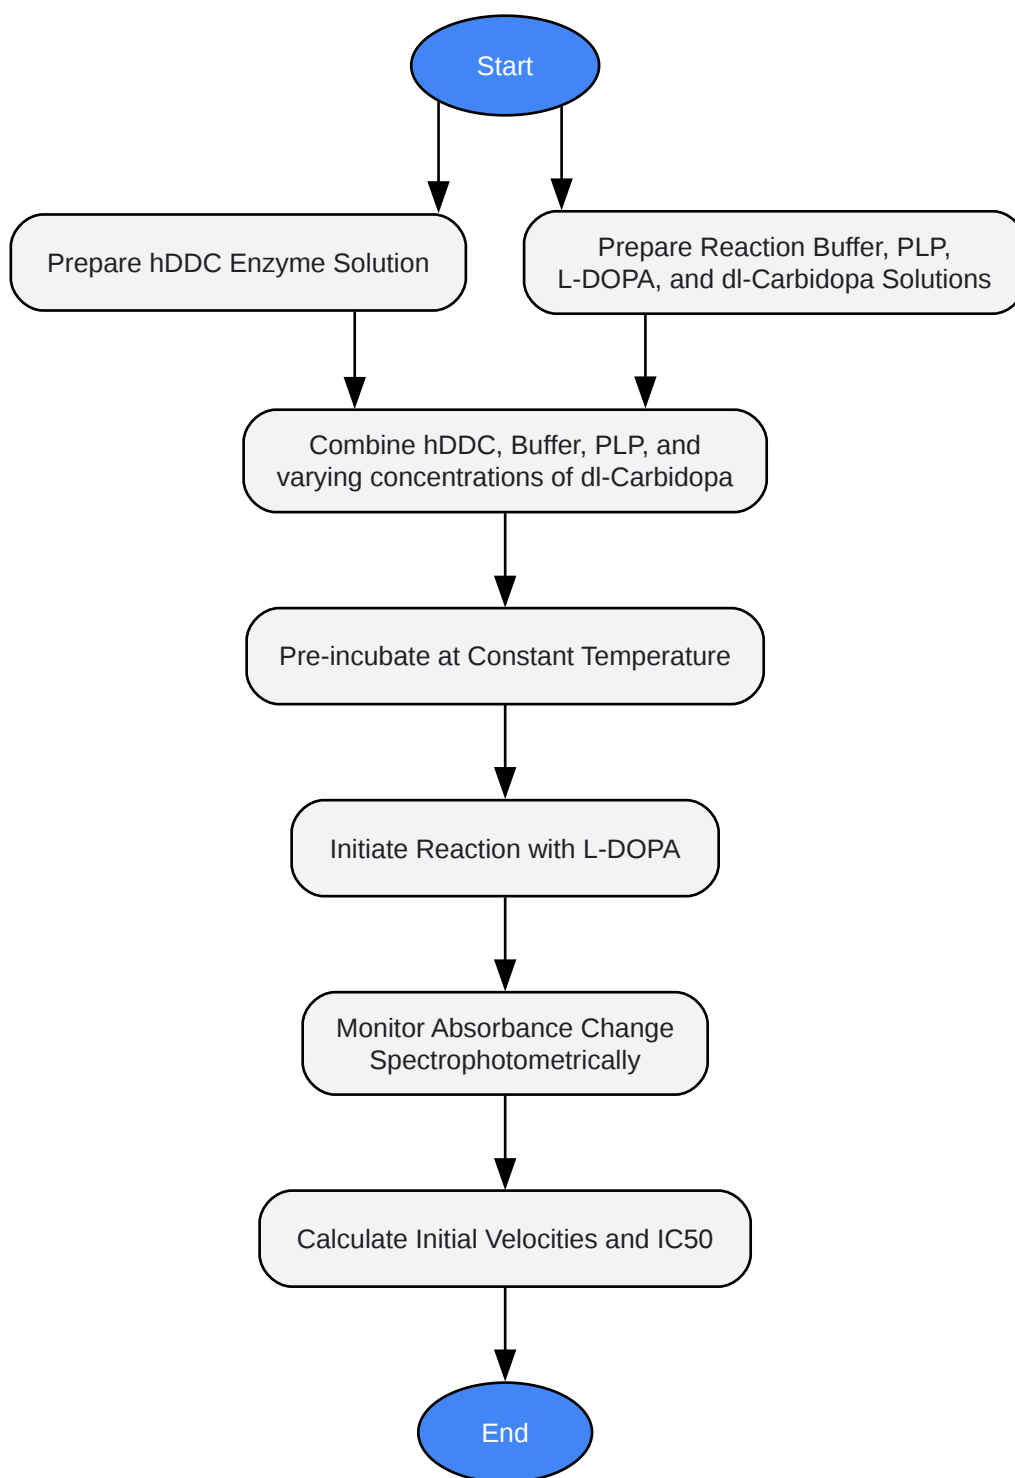 Start
Prepare hDDC Enzyme Solution
Prepare Reaction Buffer, PLP,
L-DOPA, and dl-Carbidopa Solutions
Combine hDDC, Buffer, PLP, and
varying concentrations of dl-Carbidopa
Pre-incubate at Constant Temperature
Initiate Reaction with L-DOPA
Monitor Absorbance Change
Spectrophotometrically
Calculate Initial Velocities and IC50
End